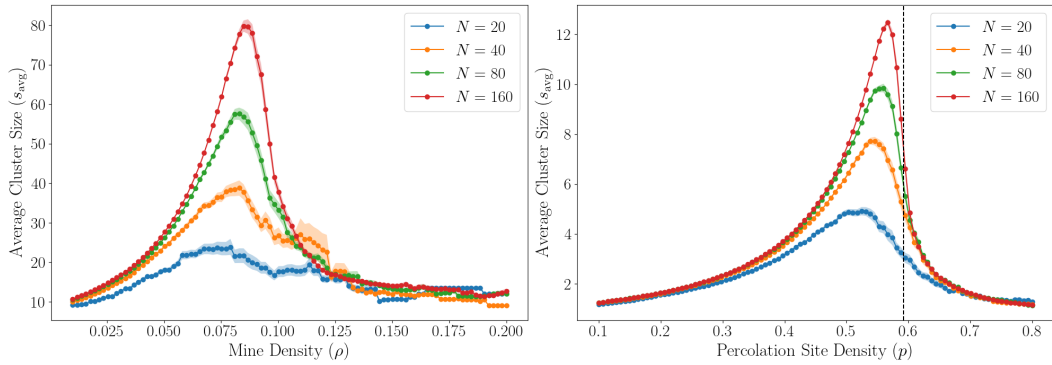 Average Cluster Size (s_avg)
80
70
60
50
40
30
20
10
N = 20
N = 40
N = 80
N = 160
0.025 0.050 0.075 0.100 0.125 0.150 0.175 0.200
Mine Density (ρ)
Average Cluster Size (s_avg)
12
10
8
6
4
2
N = 20
N = 40
N = 80
N = 160
0.1 0.2 0.3 0.4 0.5 0.6 0.7 0.8
Percolation Site Density (p)